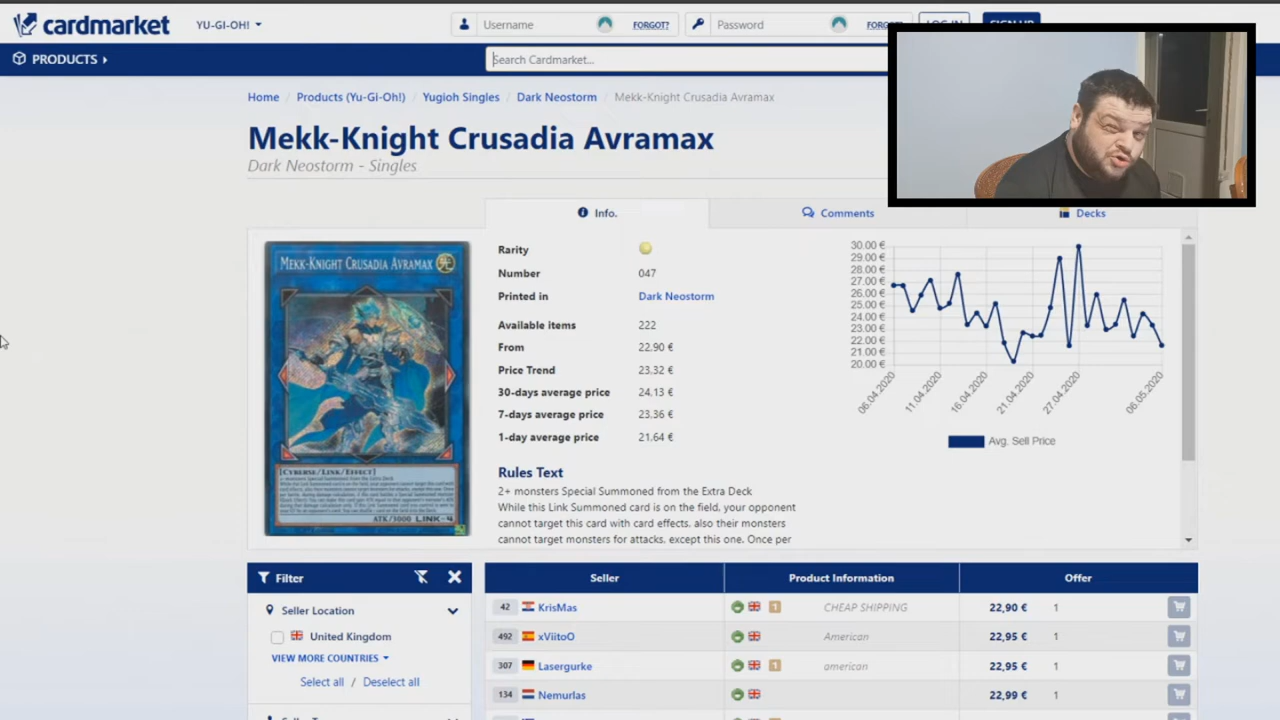 cardmarket YU-GI-OH! Username FORGOT? Password
PRODUCTS Search Cardmarket...
Home / Products (Yu-Gi-Oh!) / Yugioh Singles / Dark Neostorm / Mekk-Knight Crusadia Avramax
Mekk-Knight Crusadia Avramax
Dark Neostorm - Singles
Info. Comments Decks
MEKK-KNIGHT CRUSADIA AVRAMAX
[CYBERSE/LINK/EFFECT]
ATK/3000 LINK-4
Rarity
Number 047
Printed in Dark Neostorm
Available items 222
From 22.90 €
Price Trend 23.32 €
30-days average price 24.13 €
7-days average price 23.36 €
1-day average price 21.64 €
30.00 €
29.00 €
28.00 €
27.00 €
26.00 €
25.00 €
24.00 €
23.00 €
22.00 €
21.00 €
20.00 €
06.04.2020 11.04.2020 16.04.2020 21.04.2020 27.04.2020 06.05.2020
Avg. Sell Price
Rules Text
2+ monsters Special Summoned from the Extra Deck
While this Link Summoned card is on the field, your opponent
cannot target this card with card effects, also their monsters
cannot target monsters for attacks, except this one. Once per
Filter
Seller Location
United Kingdom
VIEW MORE COUNTRIES
Select all / Deselect all
Seller Product Information Offer
42 KrisMas 1 CHEAP SHIPPING 22,90 € 1
492 xViitoO American 22,95 € 1
307 Lasergurke 1 american 22,95 € 1
134 Nemurlas 22,99 € 1